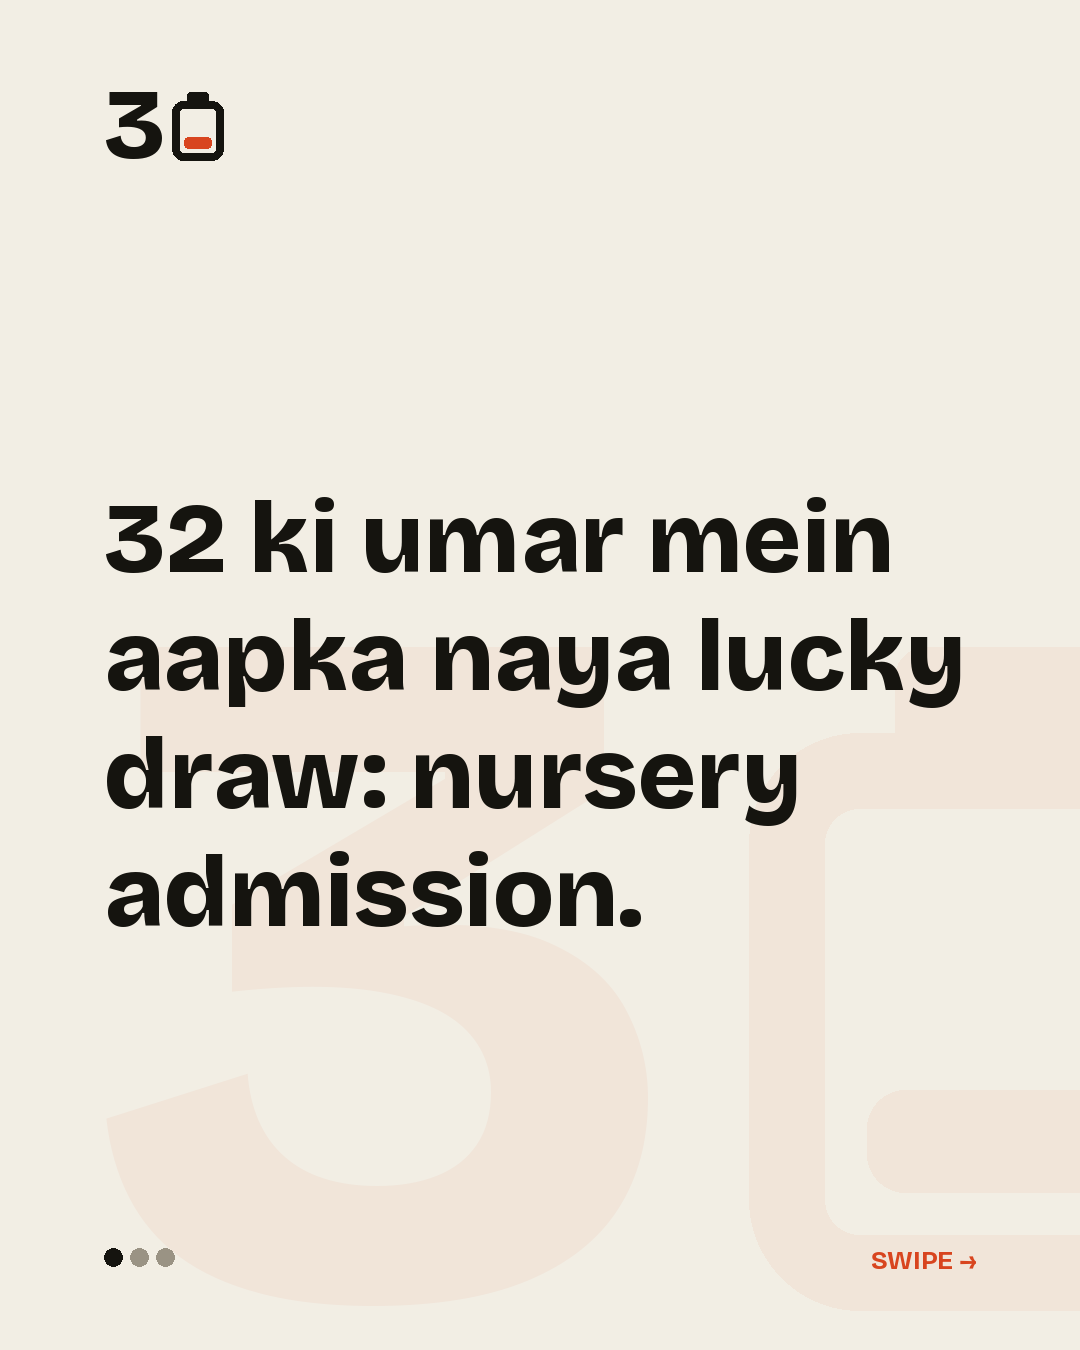 30
32 ki umar mein
aapka naya lucky
draw: nursery
admission.
SWIPE →